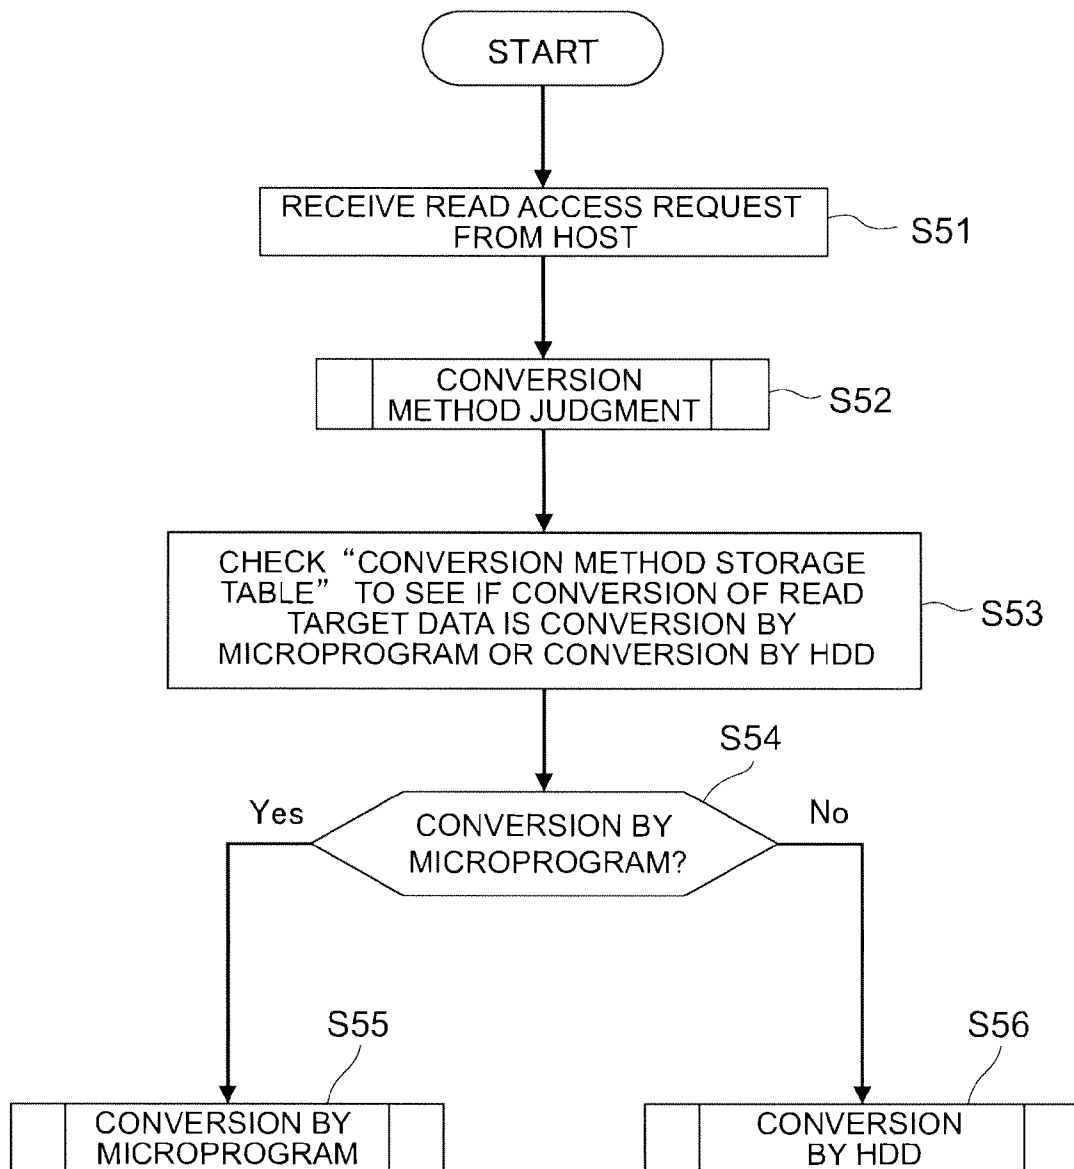 START
RECEIVE READ ACCESS REQUEST
FROM HOST
S51
CONVERSION
METHOD JUDGMENT
S52
CHECK “CONVERSION METHOD STORAGE
TABLE” TO SEE IF CONVERSION OF READ
TARGET DATA IS CONVERSION BY
MICROPROGRAM OR CONVERSION BY HDD
S53
S54
Yes
CONVERSION BY
MICROPROGRAM?
No
S55
CONVERSION BY
MICROPROGRAM
S56
CONVERSION
BY HDD